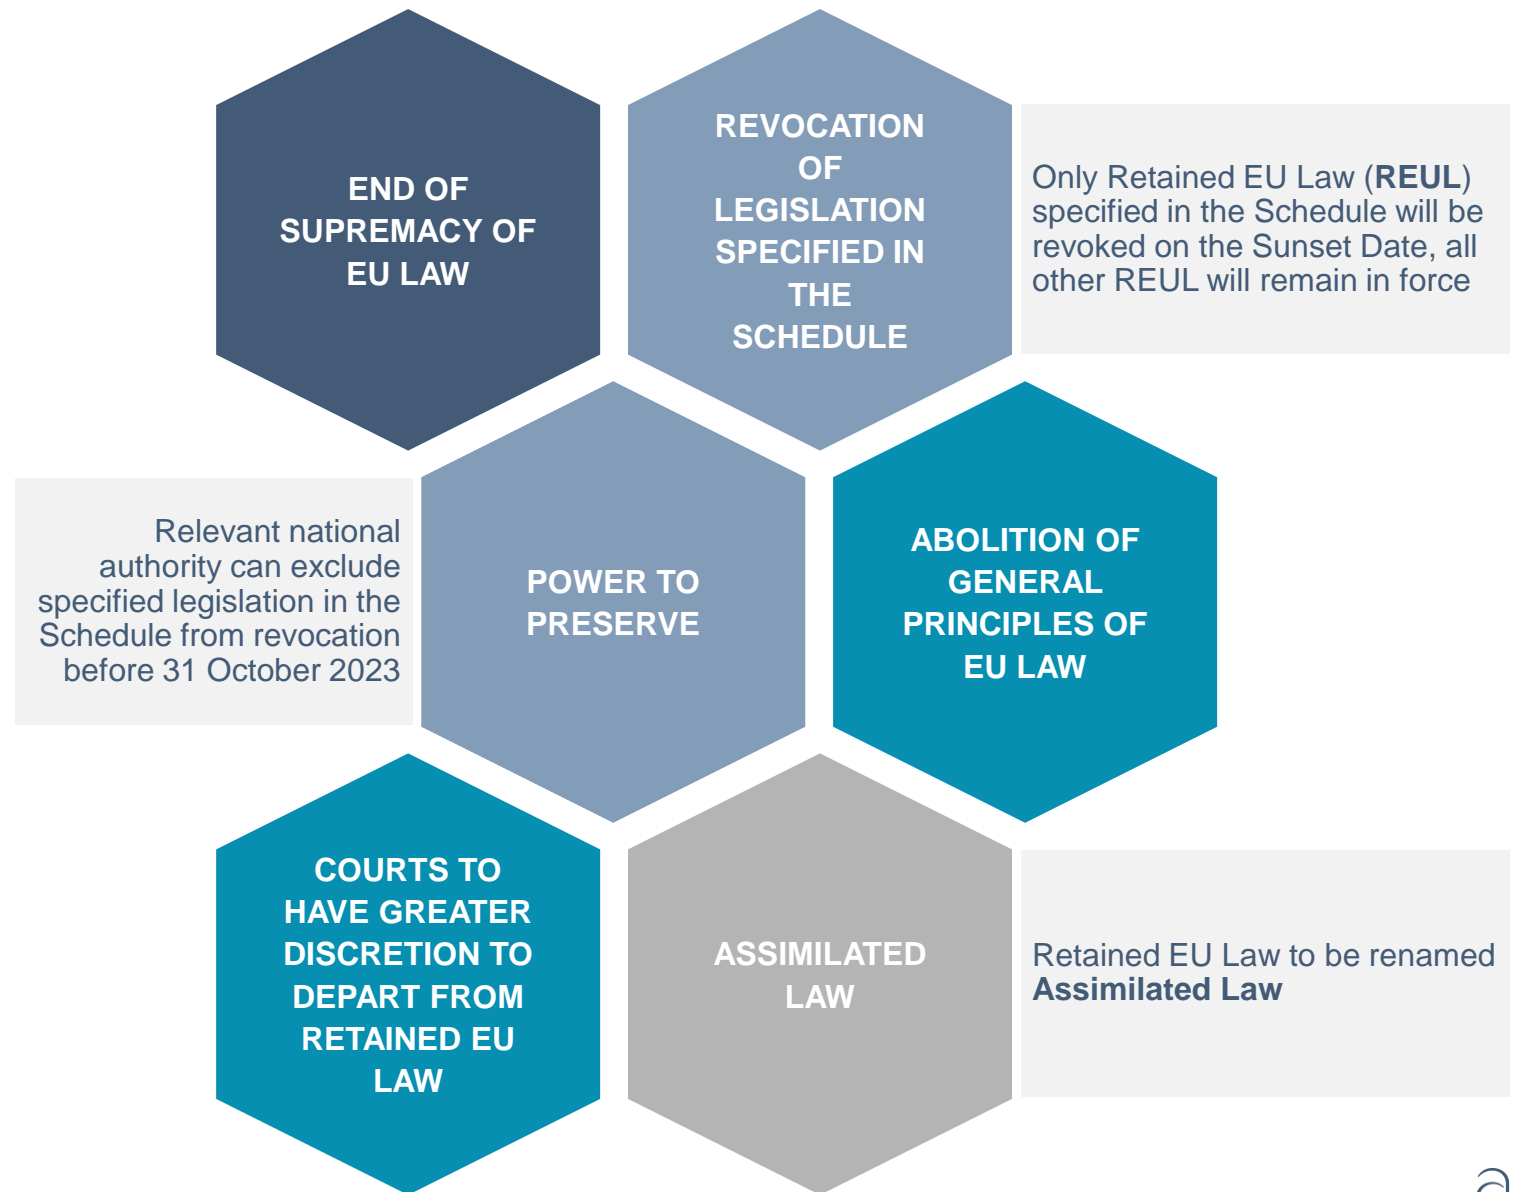 END OF
SUPREMACY OF
EU LAW
REVOCATION
OF
LEGISLATION
SPECIFIED IN
THE
SCHEDULE
Only Retained EU Law (REUL)
specified in the Schedule will be
revoked on the Sunset Date, all
other REUL will remain in force
Relevant national
authority can exclude
specified legislation in the
Schedule from revocation
before 31 October 2023
POWER TO
PRESERVE
ABOLITION OF
GENERAL
PRINCIPLES OF
EU LAW
COURTS TO
HAVE GREATER
DISCRETION TO
DEPART FROM
RETAINED EU
LAW
ASSIMILATED
LAW
Retained EU Law to be renamed
Assimilated Law